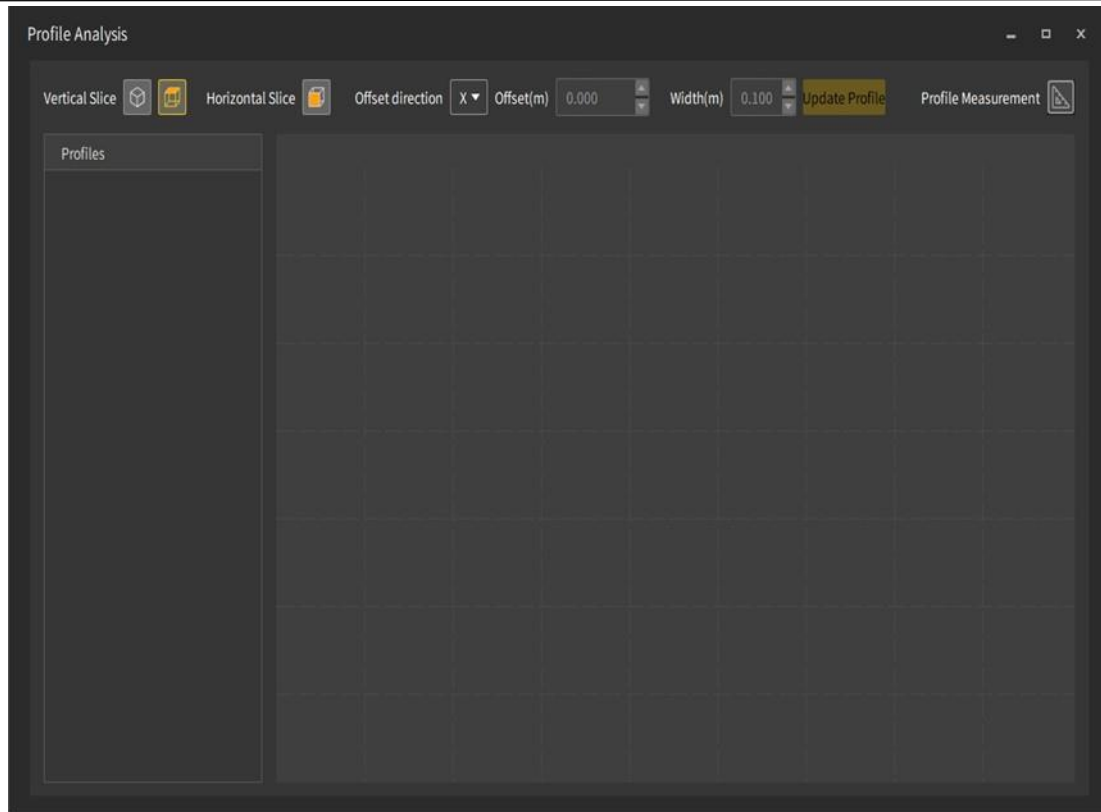 Profile Analysis
Vertical Slice Horizontal Slice Offset direction X Offset(m) 0.000 Width(m) 0.100 Update Profile Profile Measurement
Profiles